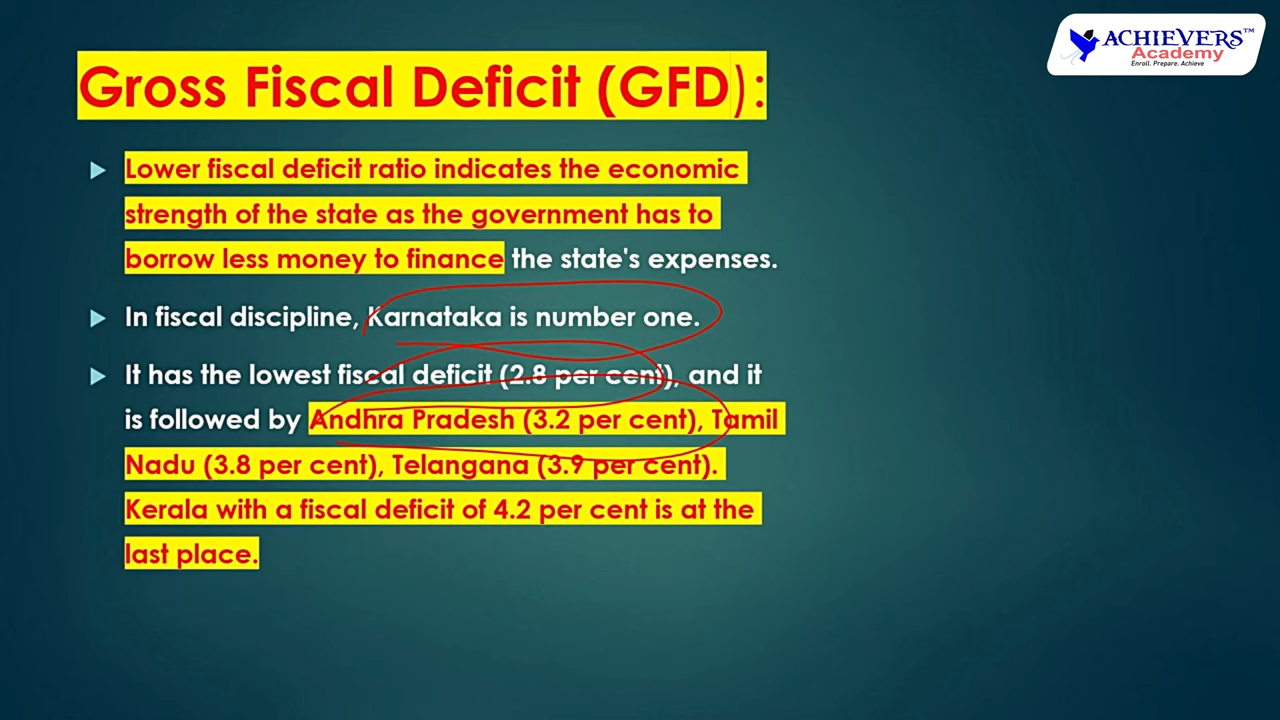 ACHIEVERS™
Academy
Enroll. Prepare. Achieve
Gross Fiscal Deficit (GFD):
Lower fiscal deficit ratio indicates the economic
strength of the state as the government has to
borrow less money to finance the state's expenses.
In fiscal discipline, Karnataka is number one.
It has the lowest fiscal deficit (2.8 per cent), and it
is followed by Andhra Pradesh (3.2 per cent), Tamil
Nadu (3.8 per cent), Telangana (3.9 per cent).
Kerala with a fiscal deficit of 4.2 per cent is at the
last place.